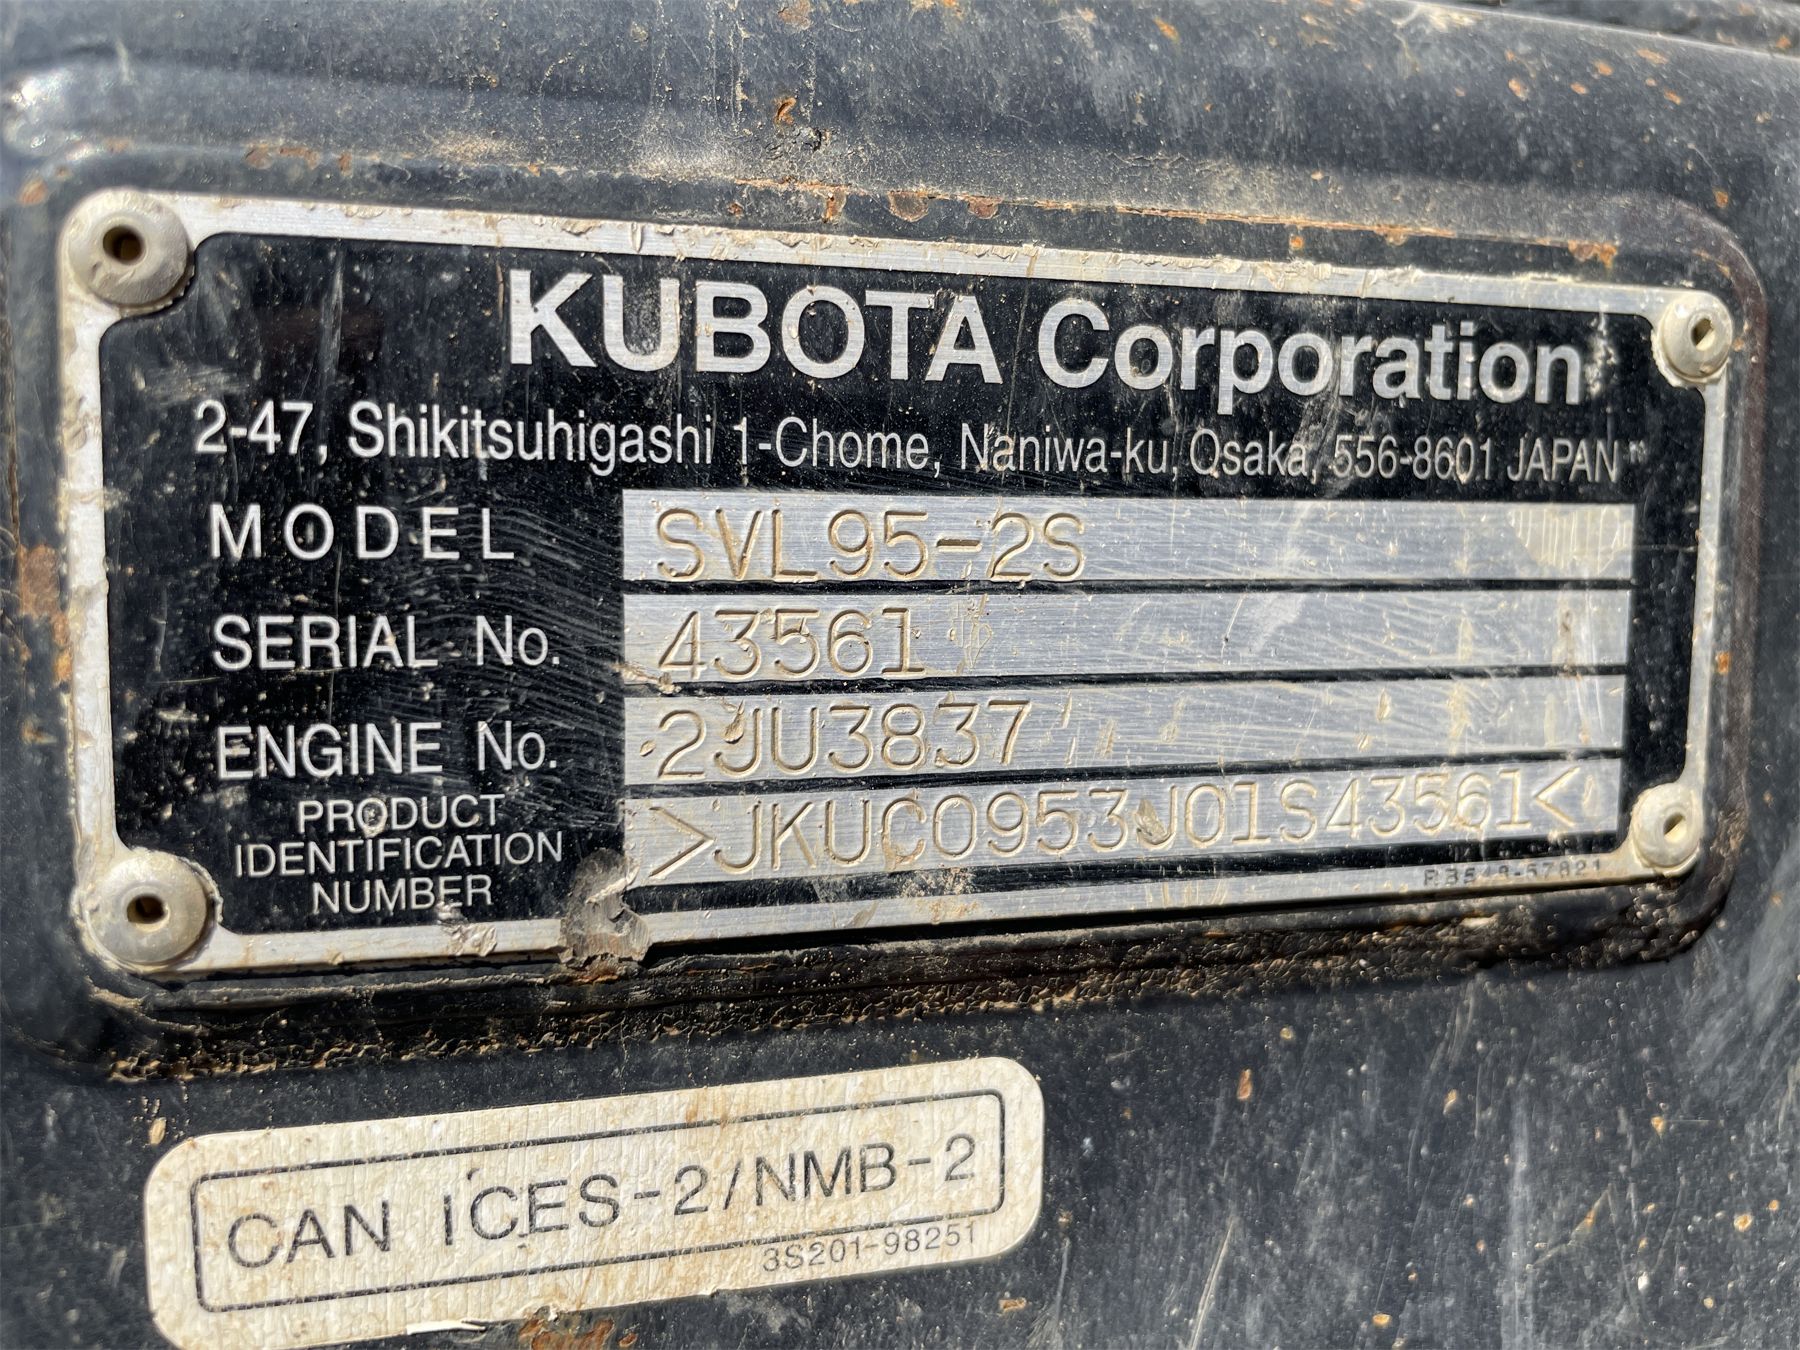 KUBOTA Corporation
2-47, Shikitsuhigashi 1-Chome, Naniwa-ku, Osaka, 556-8601 JAPAN
MODEL SVL95-2S
SERIAL No. 43561
ENGINE No. 2JU3837
PRODUCT IDENTIFICATION NUMBER >JKUC0953J01S43561<
CAN ICES-2/NMB-2
3S201-98251